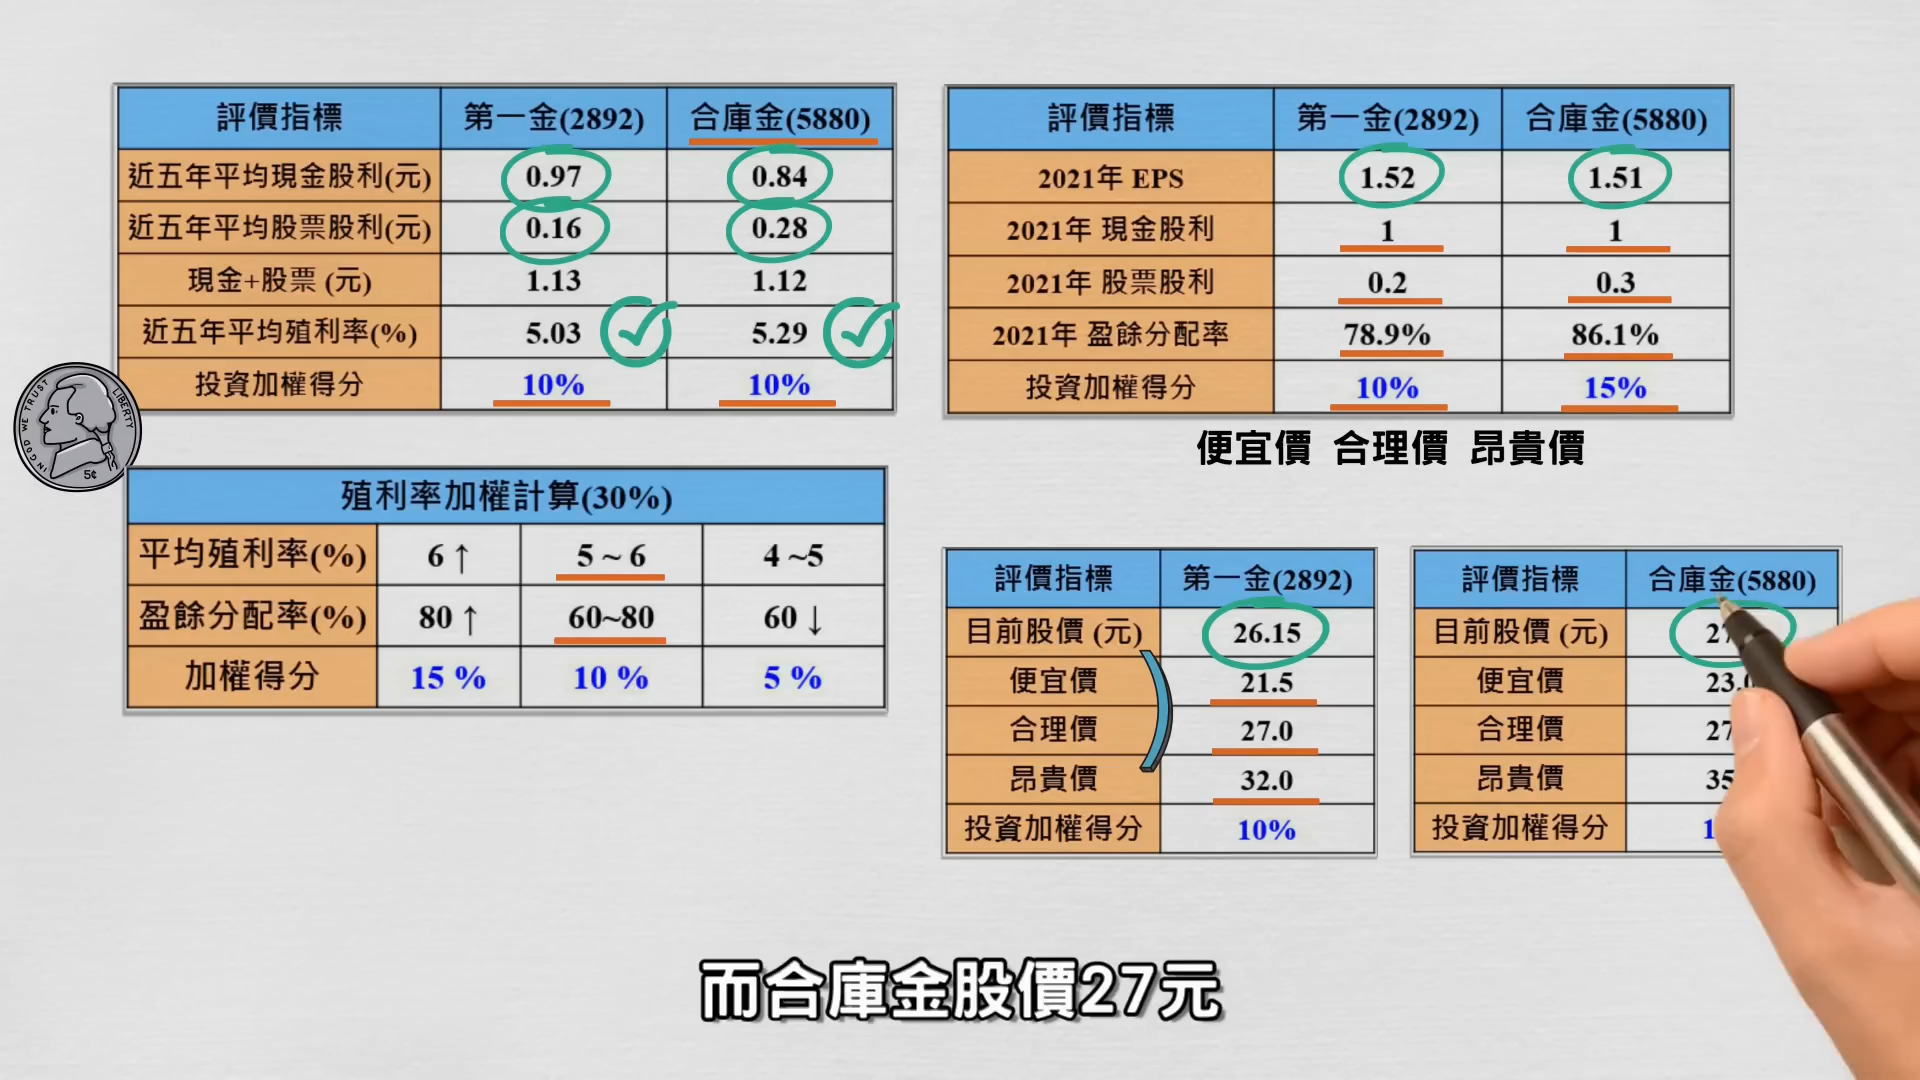 評價指標 第一金(2892) 合庫金(5880)
近五年平均現金股利(元) 0.97 0.84
近五年平均股票股利(元) 0.16 0.28
現金+股票 (元) 1.13 1.12
近五年平均殖利率(%) 5.03 5.29
投資加權得分 10% 10%
評價指標 第一金(2892) 合庫金(5880)
2021年 EPS 1.52 1.51
2021年 現金股利 1 1
2021年 股票股利 0.2 0.3
2021年 盈餘分配率 78.9% 86.1%
投資加權得分 10% 15%
IN GOD WE TRUST LIBERTY
5¢
便宜價 合理價 昂貴價
殖利率加權計算(30%)
平均殖利率(%) 6 ↑ 5 ~ 6 4 ~5
盈餘分配率(%) 80 ↑ 60~80 60 ↓
加權得分 15 % 10 % 5 %
評價指標 第一金(2892)
目前股價 (元) 26.15
便宜價 21.5
合理價 27.0
昂貴價 32.0
投資加權得分 10%
評價指標 合庫金(5880)
目前股價 (元)
便宜價
合理價
昂貴價
投資加權得分
而合庫金股價27元